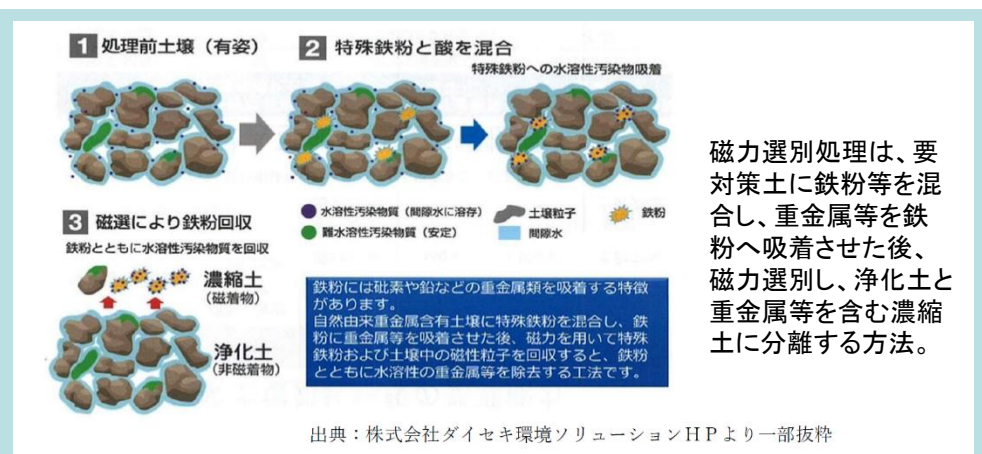 1 処理前土壌（有姿）
2 特殊鉄粉と酸を混合
特殊鉄粉への水溶性汚染物吸着
3 磁選により鉄粉回収
鉄粉とともに水溶性汚染物質を回収
濃縮土
（磁着物）
浄化土
（非磁着物）
水溶性汚染物質（間隙水に溶存）
土壌粒子
鉄粉
難水溶性汚染物質（安定）
間隙水
鉄粉には砒素や鉛などの重金属類を吸着する特徴
があります。
自然由来重金属含有土壌に特殊鉄粉を混合し、鉄
粉に重金属等を吸着させた後、磁力を用いて特殊
鉄粉および土壌中の磁性粒子を回収すると、鉄粉
とともに水溶性の重金属等を除去する工法です。
磁力選別処理は、要
対策土に鉄粉等を混
合し、重金属等を鉄
粉へ吸着させた後、
磁力選別し、浄化土と
重金属等を含む濃縮
土に分離する方法。
出典：株式会社ダイセキ環境ソリューションＨＰより一部抜粋